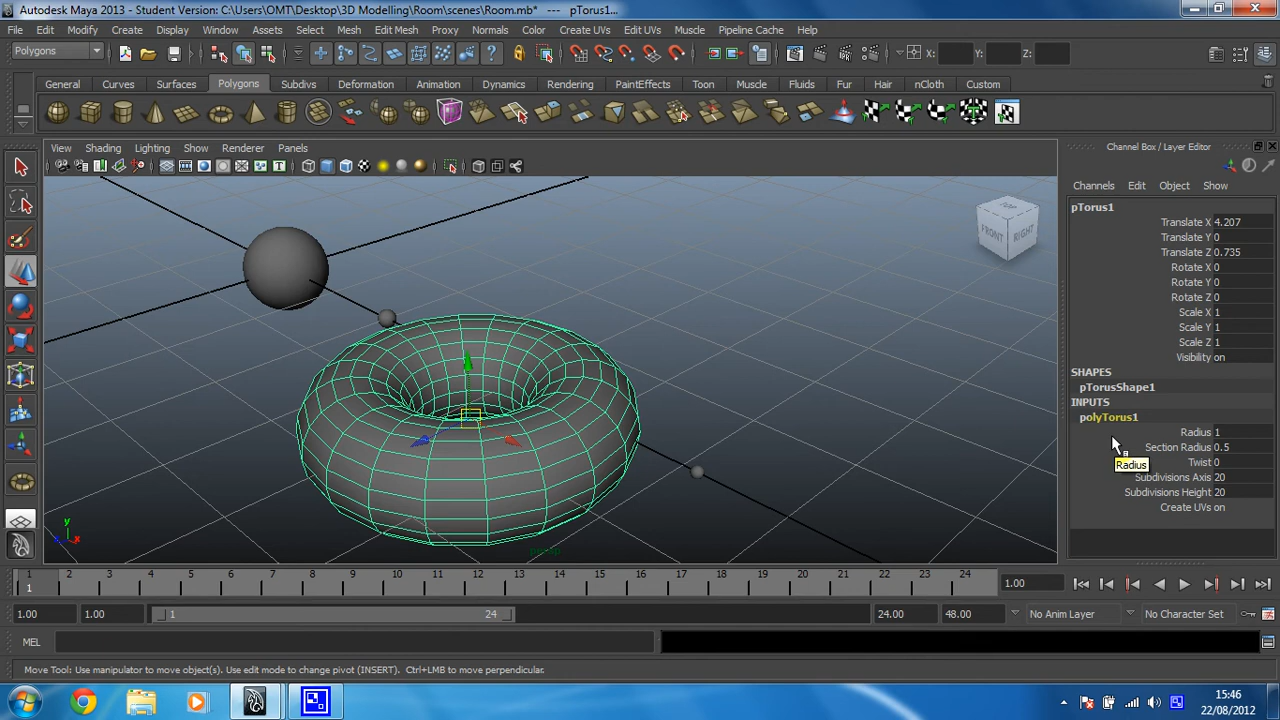 Autodesk Maya 2013 - Student Version: C:\Users\OMT\Desktop\3D Modelling\Room\scenes\Room.mb* --- pTorus1...
File Edit Modify Create Display Window Assets Select Mesh Edit Mesh Proxy Normals Color Create UVs Edit UVs Muscle Pipeline Cache Help
Polygons X: Y: Z:
General Curves Surfaces Polygons Subdivs Deformation Animation Dynamics Rendering PaintEffects Toon Muscle Fluids Fur Hair nCloth Custom
View Shading Lighting Show Renderer Panels
Channel Box / Layer Editor
Channels Edit Object Show
pTorus1
Translate X 4.207
Translate Y 0
Translate Z 0.735
Rotate X 0
Rotate Y 0
Rotate Z 0
Scale X 1
Scale Y 1
Scale Z 1
Visibility on
SHAPES
pTorusShape1
INPUTS
polyTorus1
Radius 1
Section Radius 0.5
Twist 0
Subdivisions Axis 20
Subdivisions Height 20
Create UVs on
Radius
TOP
FRONT RIGHT
y
z x
persp
1 2 3 4 5 6 7 8 9 10 11 12 13 14 15 16 17 18 19 20 21 22 23 24
1 1.00
1.00 1.00 1 24 24.00 48.00 No Anim Layer No Character Set
MEL
Move Tool: Use manipulator to move object(s). Use edit mode to change pivot (INSERT). Ctrl+LMB to move perpendicular.
15:46
22/08/2012